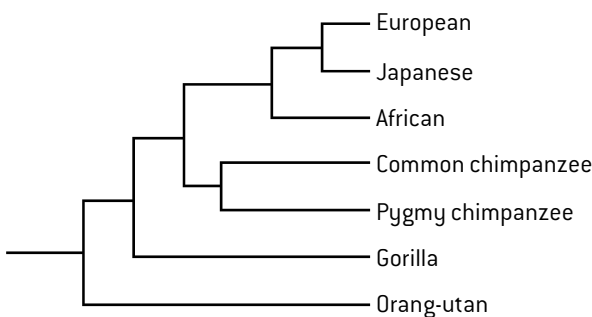 European
Japanese
African
Common chimpanzee
Pygmy chimpanzee
Gorilla
Orang-utan